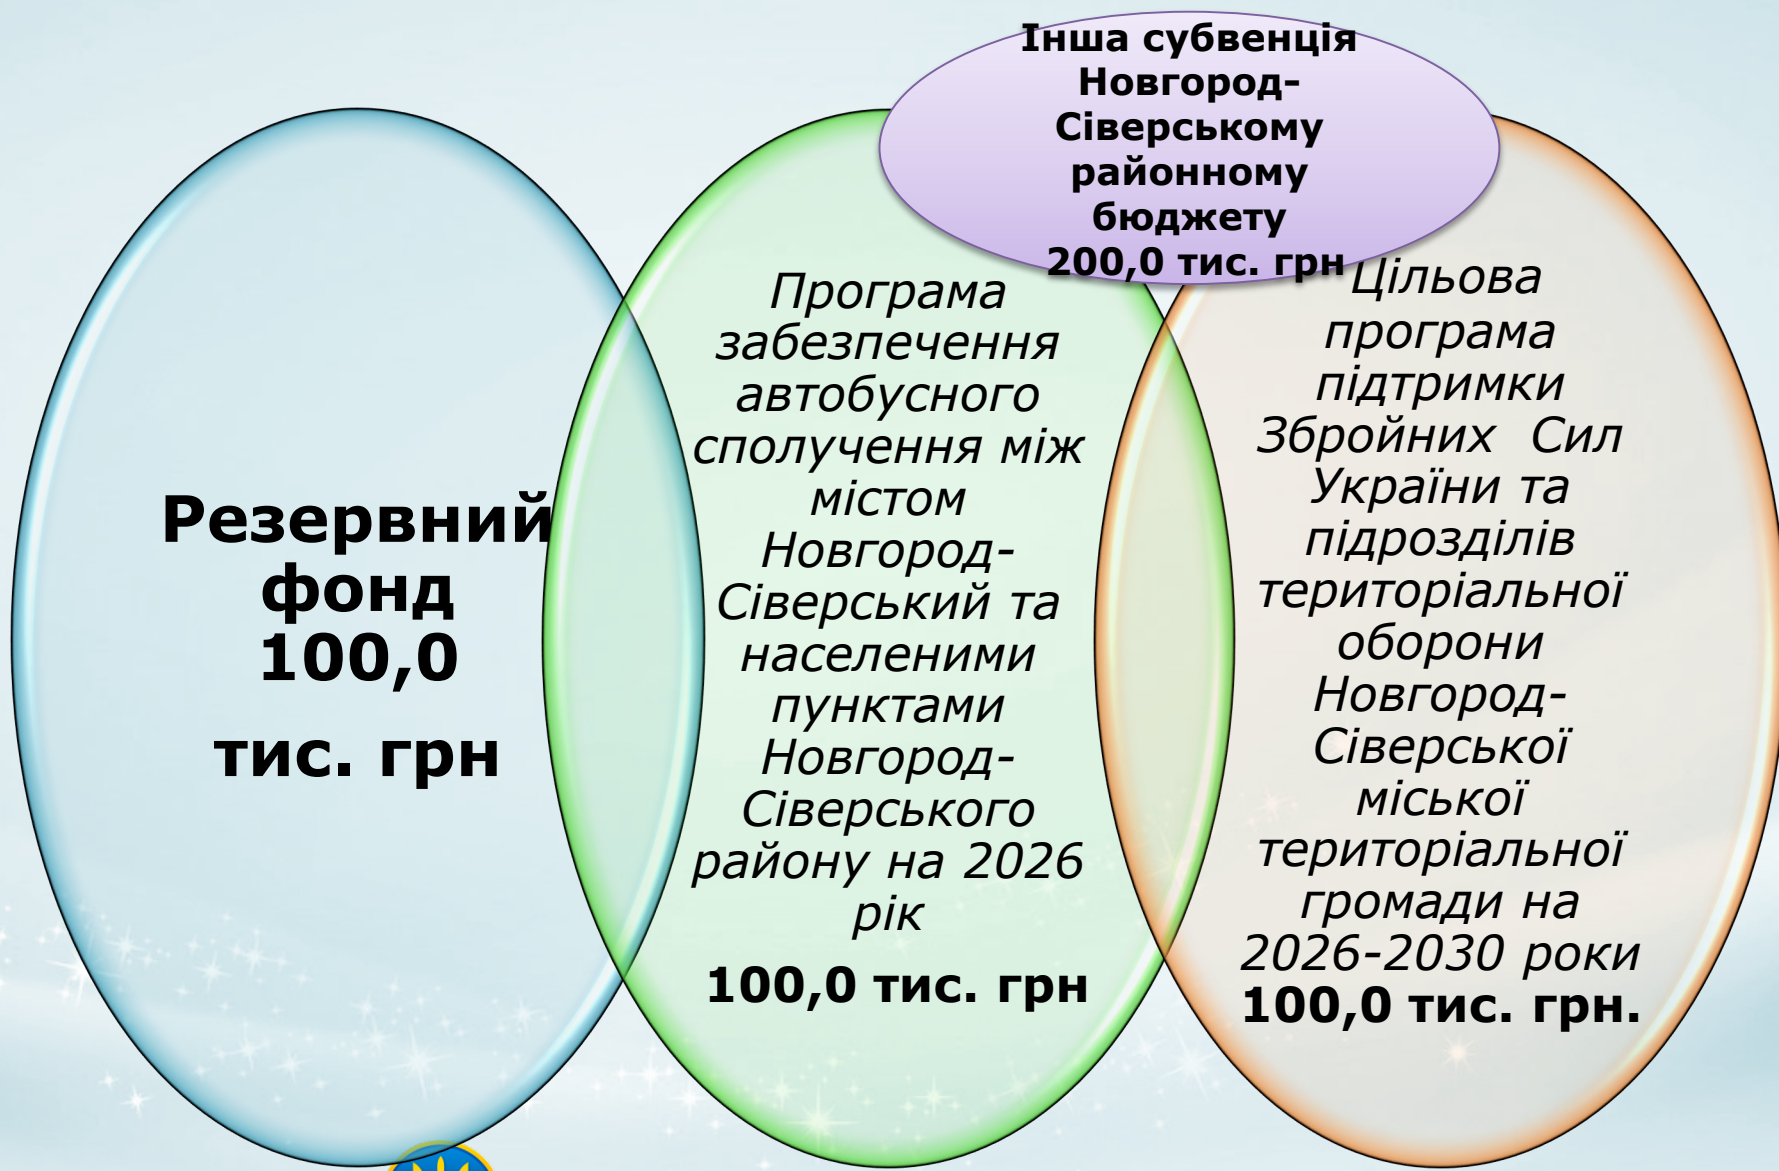 Інша субвенція
Новгород-
Сіверському
районному
бюджету
200,0 тис. грн
Резервний
фонд
100,0
тис. грн
Програма
забезпечення
автобусного
сполучення між
містом
Новгород-
Сіверський та
населеними
пунктами
Новгород-
Сіверського
району на 2026
рік
100,0 тис. грн
Цільова
програма
підтримки
Збройних Сил
України та
підрозділів
територіальної
оборони
Новгород-
Сіверської
міської
територіальної
громади на
2026-2030 роки
100,0 тис. грн.